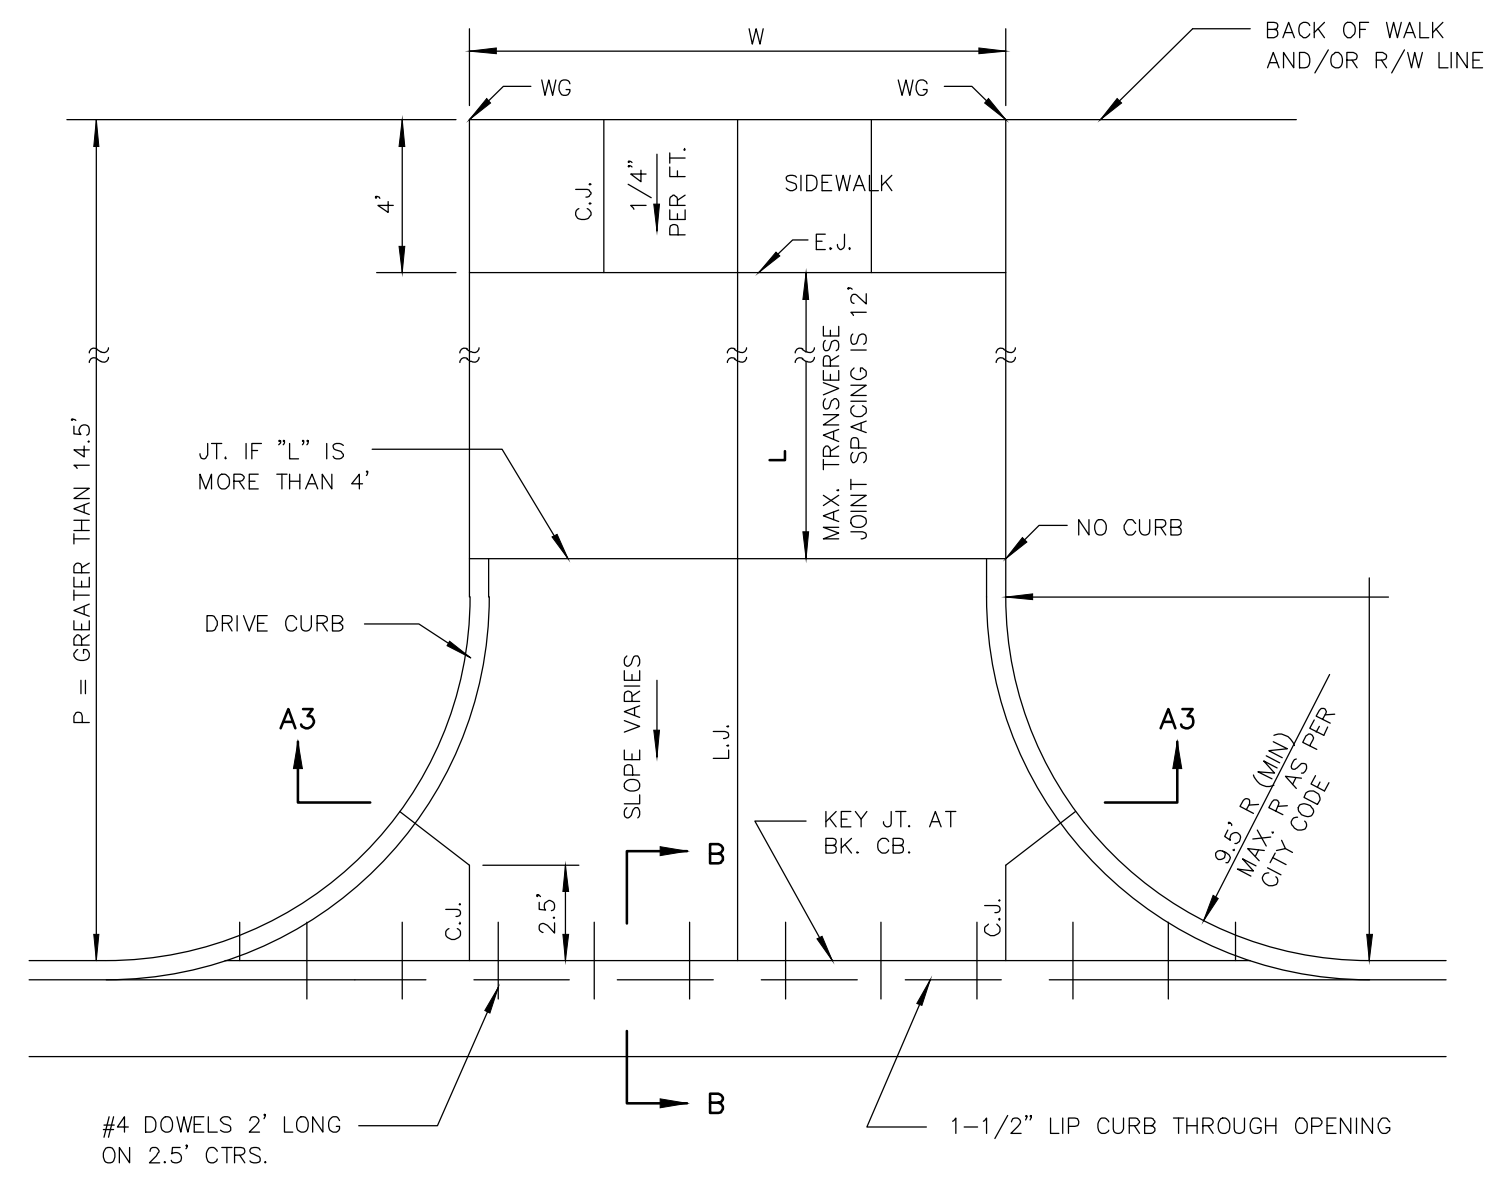 W
BACK OF WALK
AND/OR R/W LINE
WG
WG
4'
C.J.
1/4"
PER FT.
SIDEWALK
E.J.
MAX. TRANSVERSE
JOINT SPACING IS 12'
L
P = GREATER THAN 14.5'
JT. IF "L" IS
MORE THAN 4'
NO CURB
DRIVE CURB
SLOPE VARIES
L.J.
A3
A3
9.5' R (MIN)
MAX. R AS PER
CITY CODE
KEY JT. AT
BK. CB.
B
C.J.
2.5'
C.J.
B
#4 DOWELS 2' LONG
ON 2.5' CTRS.
1-1/2" LIP CURB THROUGH OPENING